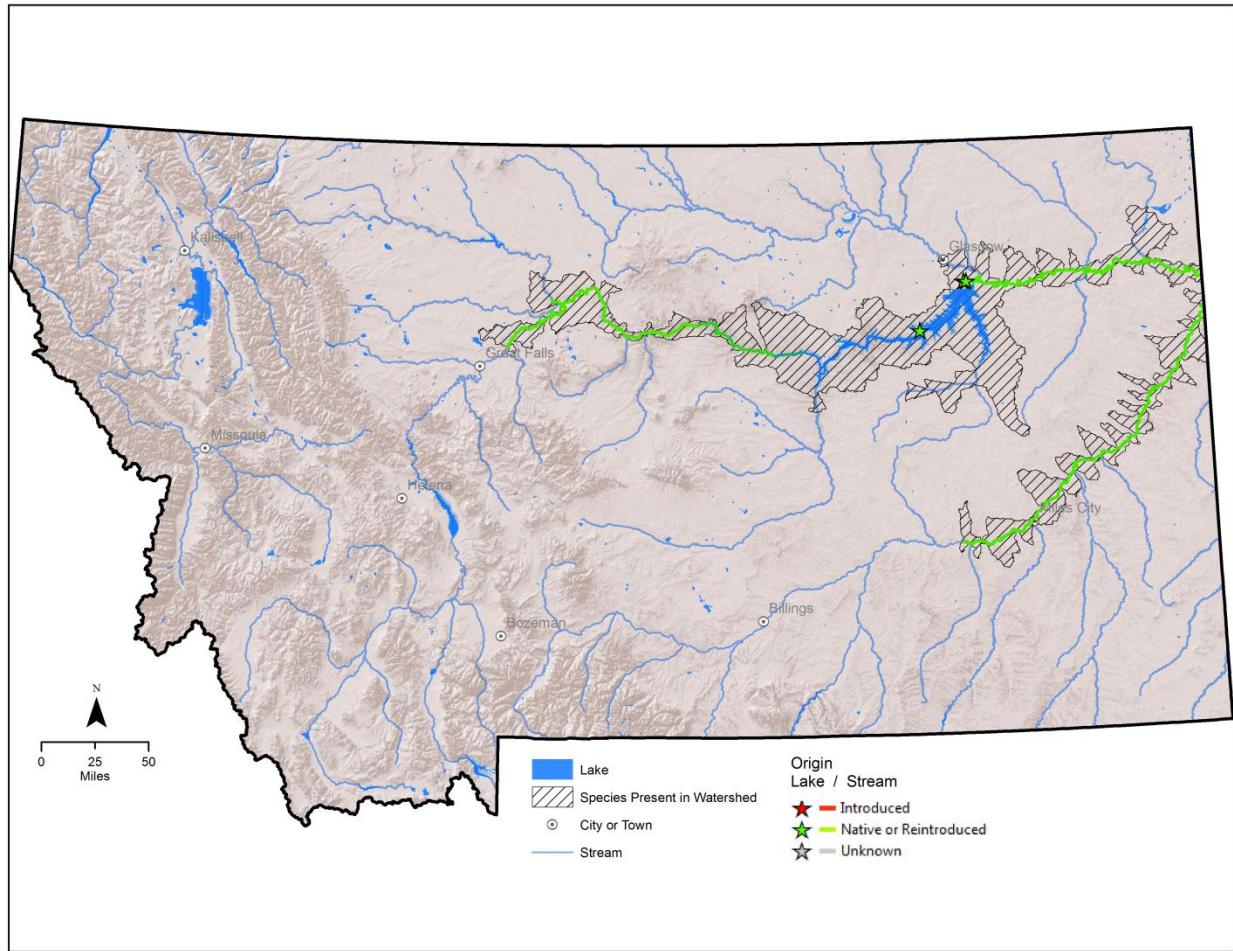 Kalispell
Glasgow
Great Falls
Missoula
Helena
Miles City
Billings
Bozeman
N
0 25 50
Miles
Lake
Species Present in Watershed
City or Town
Stream
Origin
Lake / Stream
Introduced
Native or Reintroduced
Unknown